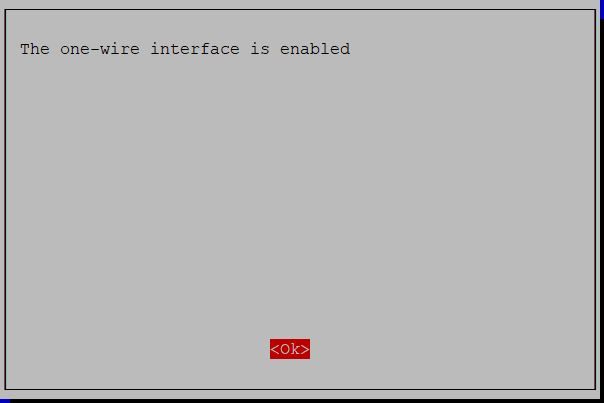 The one-wire interface is enabled
<Ok>